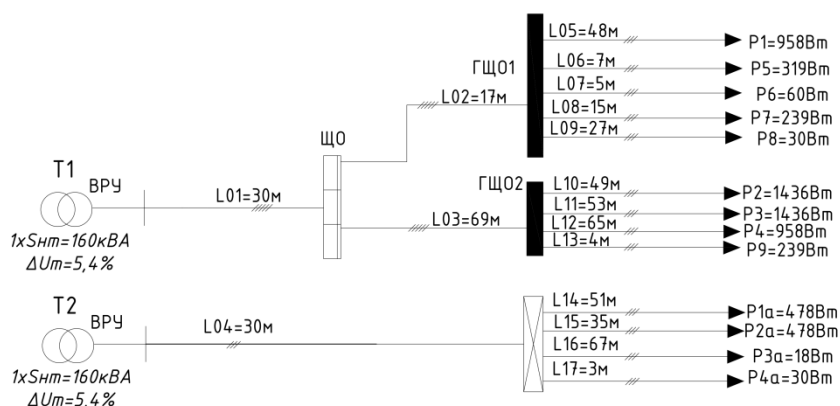 L05=48м
P1=958Вт
ГЩО1
L06=7м
P5=319Вт
L07=5м
P6=60Вт
L02=17м
L08=15м
P7=239Вт
L09=27м
P8=30Вт
ЩО
T1
ВРУ
L01=30м
1xSнт=160кВА
ΔUт=5,4%
ГЩО2
L10=49м
P2=1436Вт
L11=53м
P3=1436Вт
L03=69м
L12=65м
P4=958Вт
L13=4м
P9=239Вт
T2
ВРУ
L04=30м
1xSнт=160кВА
ΔUт=5,4%
L14=51м
P1а=478Вт
L15=35м
P2а=478Вт
L16=67м
P3а=18Вт
L17=3м
P4а=30Вт